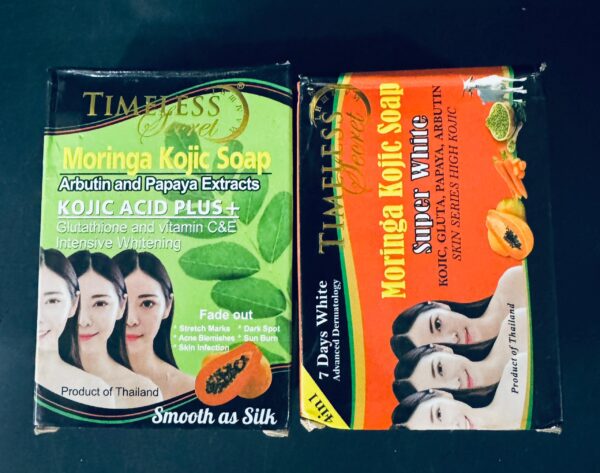 TIMELESS
Secret
Moringa Kojic Soap
Arbutin and Papaya Extracts
KOJIC ACID PLUS+
Glutathione and vitamin C&E
Intensive Whitening
Fade out
* Stretch Marks * Dark Spot
* Acne Blemishes * Sun Burn
* Skin Infection
Product of Thailand
Smooth as Silk
TIMELESS
Secret
Moringa Kojic Soap
Super White
KOJIC, GLUTA, PAPAYA, ARBUTIN
SKIN SERIES HIGH KOJIC
7 Days White
Advanced Dermatology
4in1
Product of Thailand